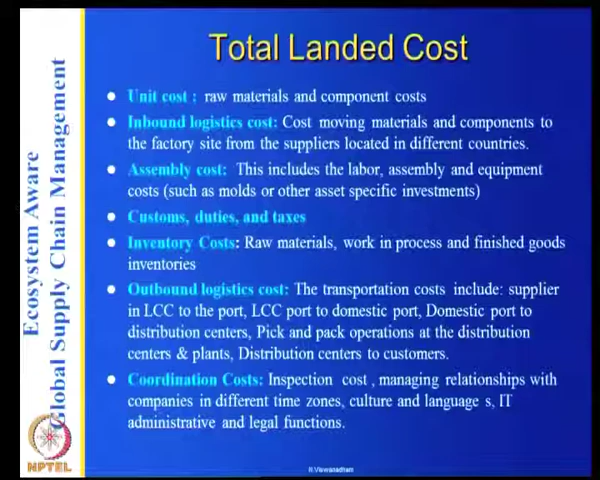 Total Landed Cost
Ecosystem Aware
Global Supply Chain Management
• Unit cost : raw materials and component costs
• Inbound logistics cost: Cost moving materials and components to
the factory site from the suppliers located in different countries.
• Assembly cost: This includes the labor, assembly and equipment
costs (such as molds or other asset specific investments)
• Customs, duties, and taxes
• Inventory Costs: Raw materials, work in process and finished goods
inventories
• Outbound logistics cost: The transportation costs include: supplier
in LCC to the port, LCC port to domestic port, Domestic port to
distribution centers, Pick and pack operations at the distribution
centers & plants, Distribution centers to customers.
• Coordination Costs: Inspection cost , managing relationships with
companies in different time zones, culture and language s, IT
administrative and legal functions.
NPTEL
N.Viswanadham